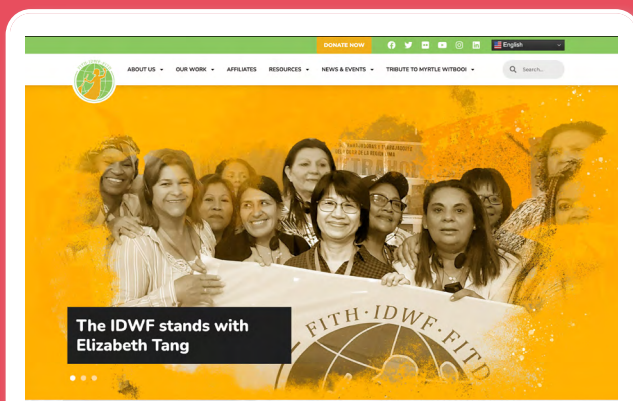 DONATE NOW
English
ABOUT US
OUR WORK
AFFILIATES
RESOURCES
NEWS & EVENTS
TRIBUTE TO MYRTLE WITBOOI
Search...
FITH · IDWF · FITD
The IDWF stands with
Elizabeth Tang